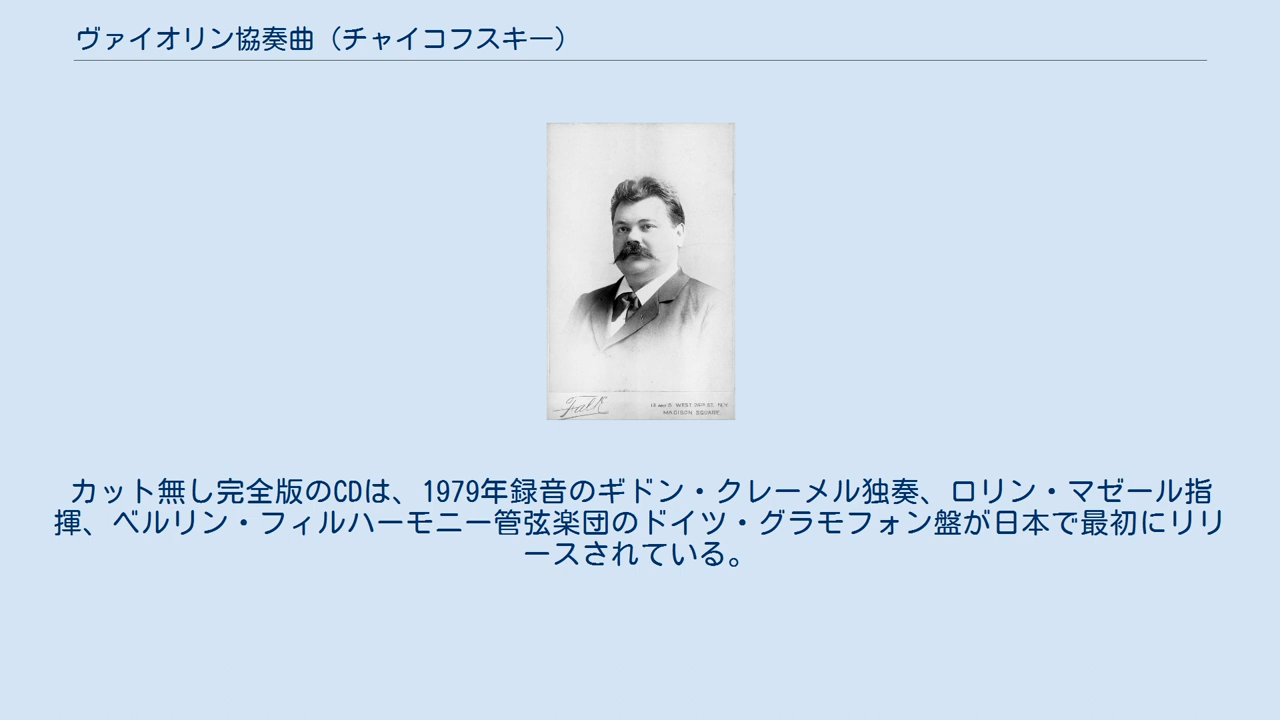 ヴァイオリン協奏曲（チャイコフスキー）
Falk
MADISON SQUARE.
カット無し完全版のCDは、1979年録音のギドン・クレーメル独奏、ロリン・マゼール指
揮、ベルリン・フィルハーモニー管弦楽団のドイツ・グラモフォン盤が日本で最初にリリ
ースされている。